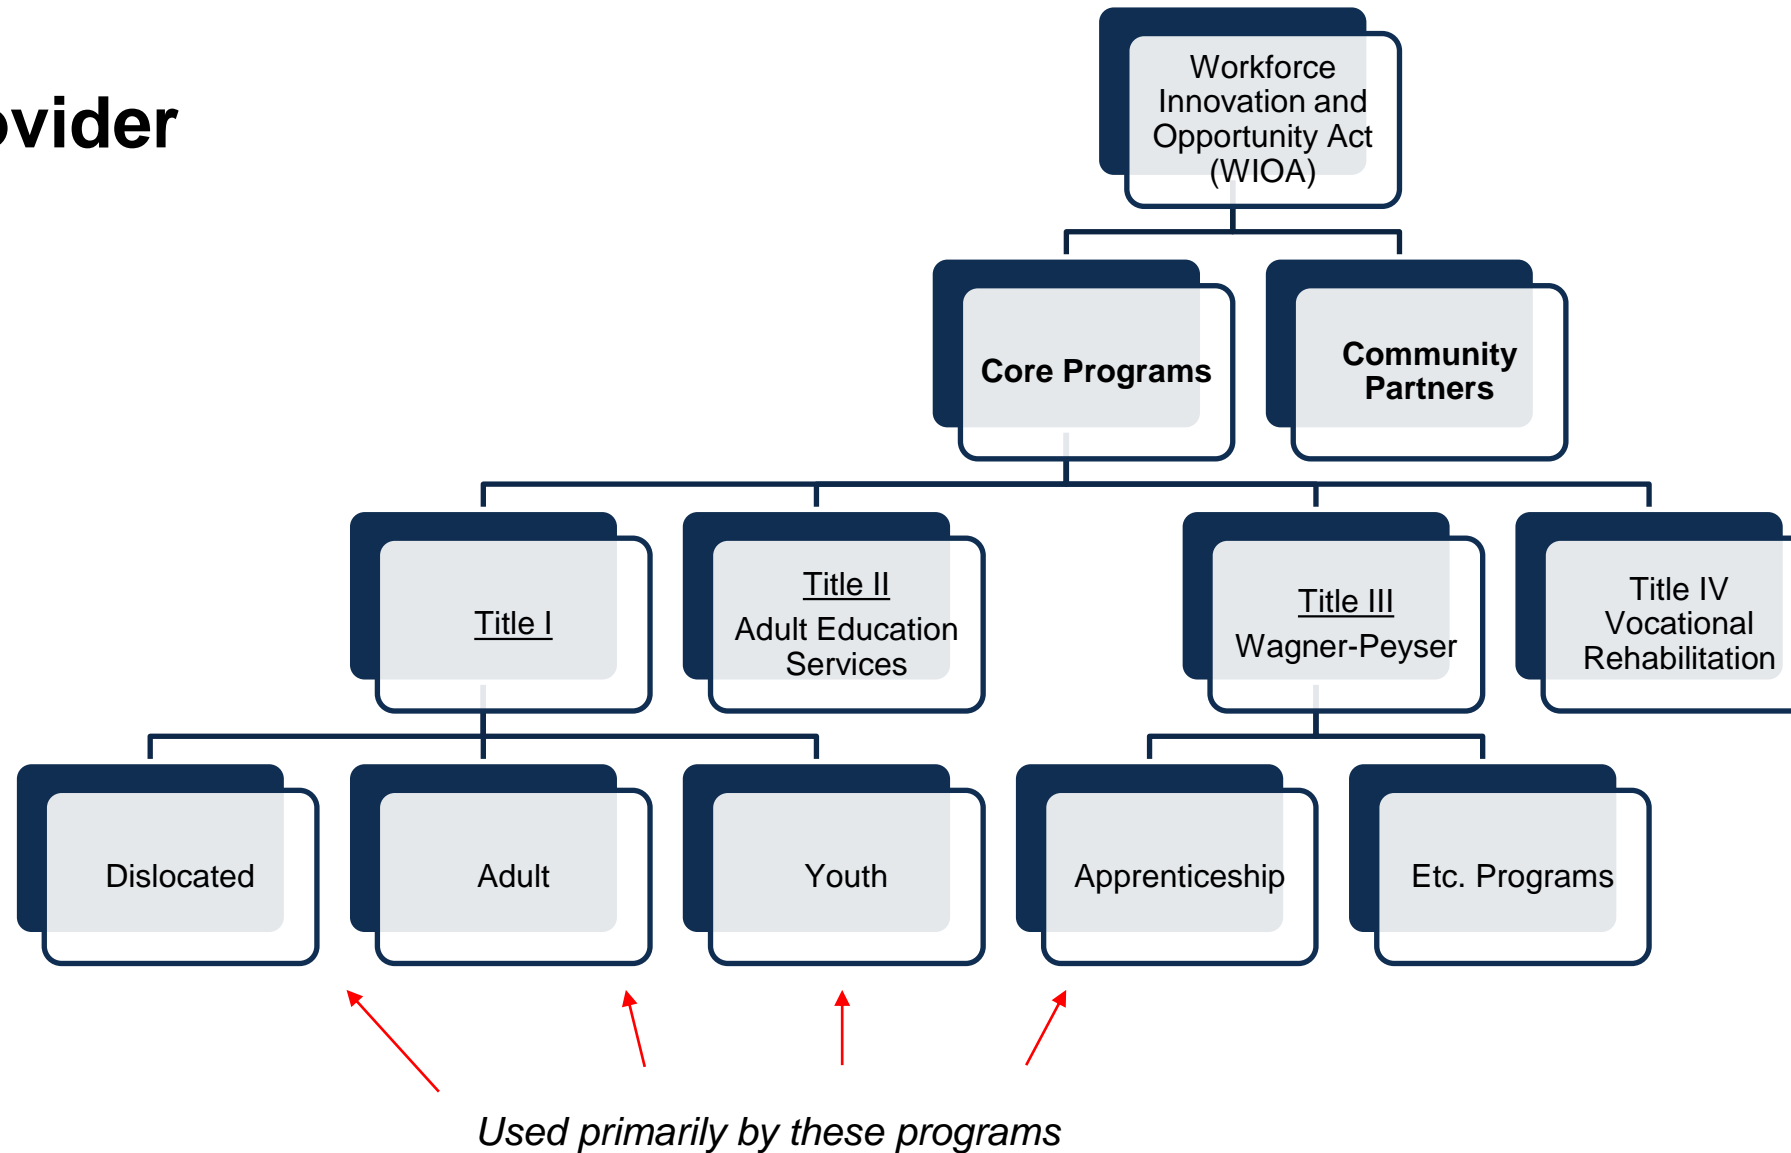 ovider
Workforce
Innovation and
Opportunity Act
(WIOA)
Core Programs
Community
Partners
Title I
Title II
Adult Education
Services
Title III
Wagner-Peyser
Title IV
Vocational
Rehabilitation
Dislocated
Adult
Youth
Apprenticeship
Etc. Programs
Used primarily by these programs